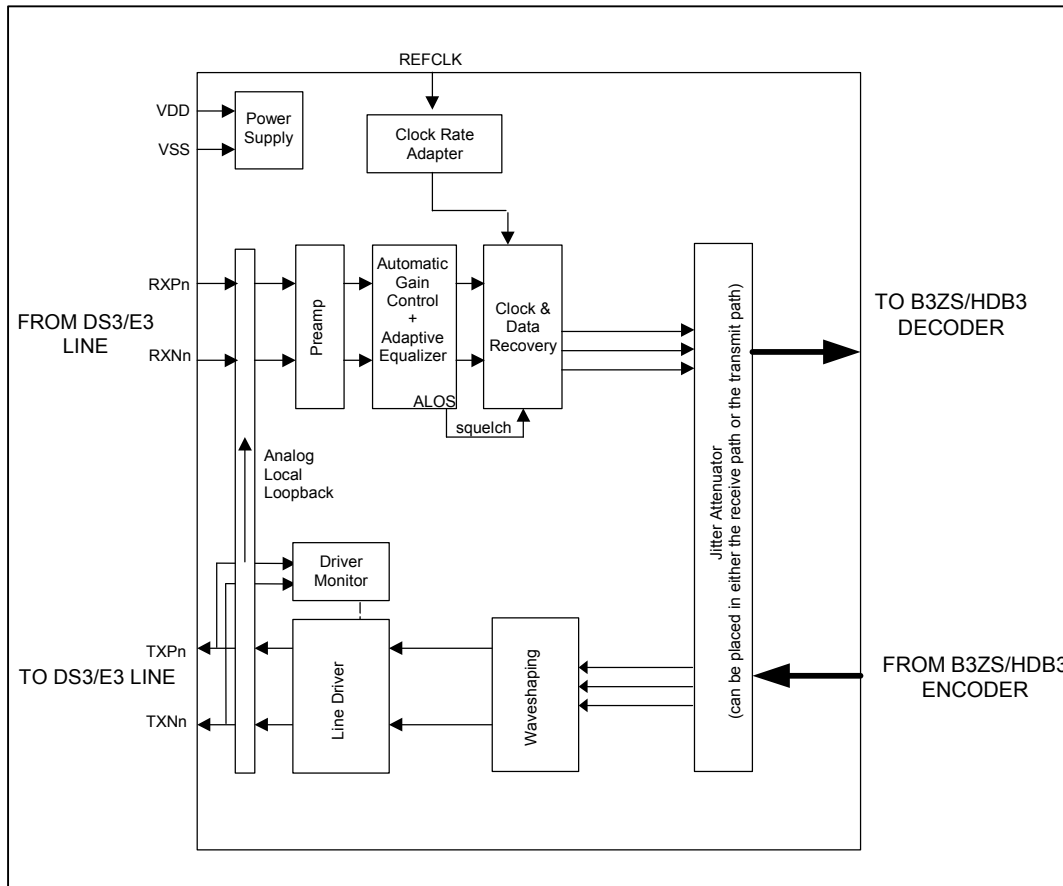 REFCLK
VDD
VSS
Power
Supply
Clock Rate
Adapter
RXPn
RXNn
FROM DS3/E3
LINE
Preamp
Automatic
Gain
Control
+
Adaptive
Equalizer
ALOS
squelch
Clock &
Data
Recovery
Jitter Attenuator
(can be placed in either the receive path or the transmit path)
TO B3ZS/HDB3
DECODER
Analog
Local
Loopback
Driver
Monitor
TXPn
TO DS3/E3 LINE
TXNn
Line Driver
Waveshaping
FROM B3ZS/HDB3
ENCODER